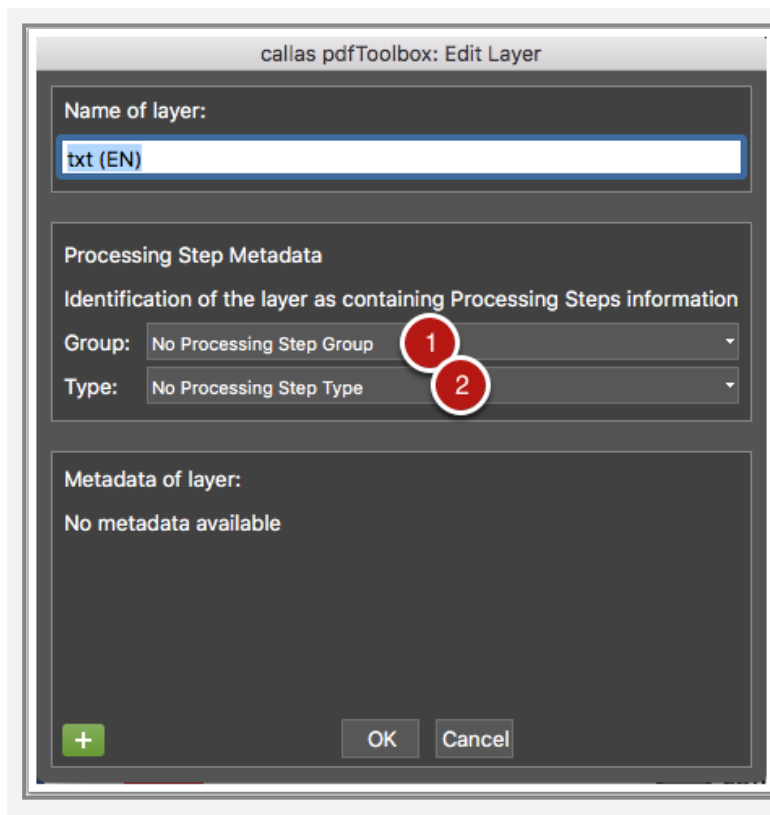 callas pdfToolbox: Edit Layer
Name of layer:
txt (EN)
Processing Step Metadata
Identification of the layer as containing Processing Steps information
Group: No Processing Step Group 1
Type: No Processing Step Type 2
Metadata of layer:
No metadata available
+ OK Cancel